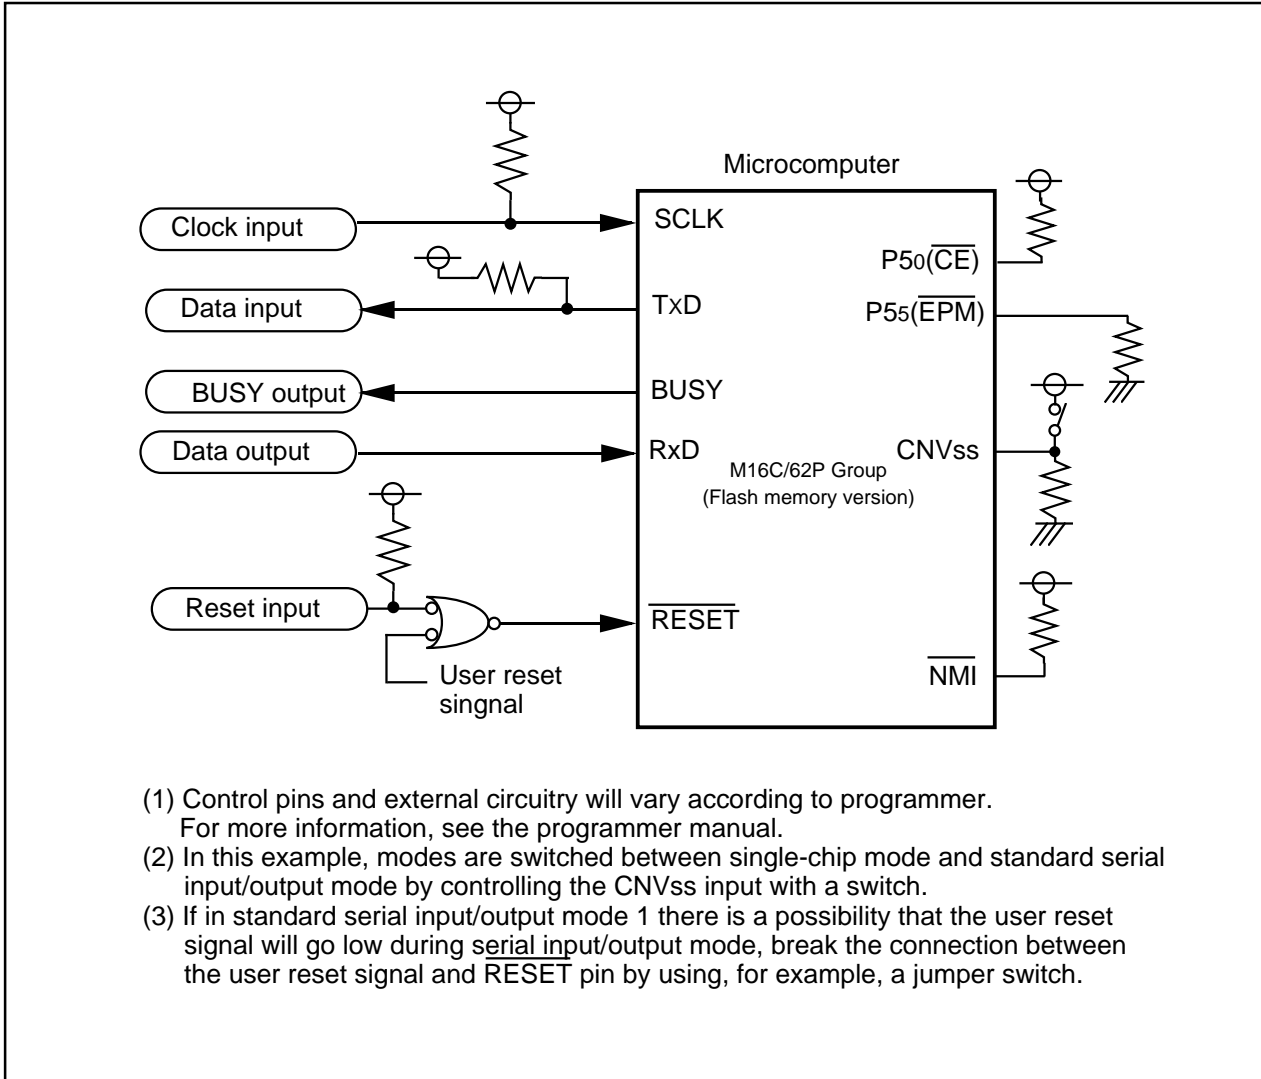 Microcomputer
Clock input
SCLK
P50(CE)
Data input
TxD
P55(EPM)
BUSY output
BUSY
Data output
RxD
CNVss
M16C/62P Group
(Flash memory version)
Reset input
RESET
User reset
singnal
NMI
(1) Control pins and external circuitry will vary according to programmer.
For more information, see the programmer manual.
(2) In this example, modes are switched between single-chip mode and standard serial
input/output mode by controlling the CNVss input with a switch.
(3) If in standard serial input/output mode 1 there is a possibility that the user reset
signal will go low during serial input/output mode, break the connection between
the user reset signal and RESET pin by using, for example, a jumper switch.